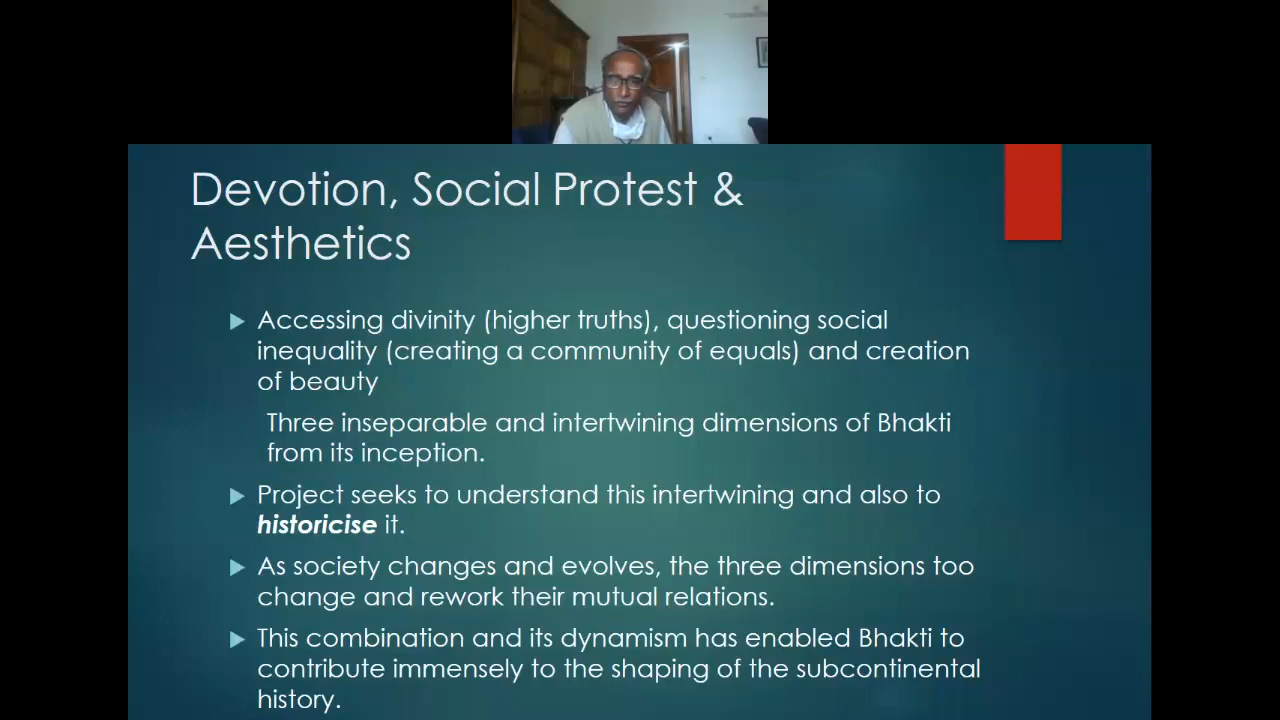 Devotion, Social Protest &
Aesthetics
Accessing divinity (higher truths), questioning social
inequality (creating a community of equals) and creation
of beauty
Three inseparable and intertwining dimensions of Bhakti
from its inception.
Project seeks to understand this intertwining and also to
historicise it.
As society changes and evolves, the three dimensions too
change and rework their mutual relations.
This combination and its dynamism has enabled Bhakti to
contribute immensely to the shaping of the subcontinental
history.